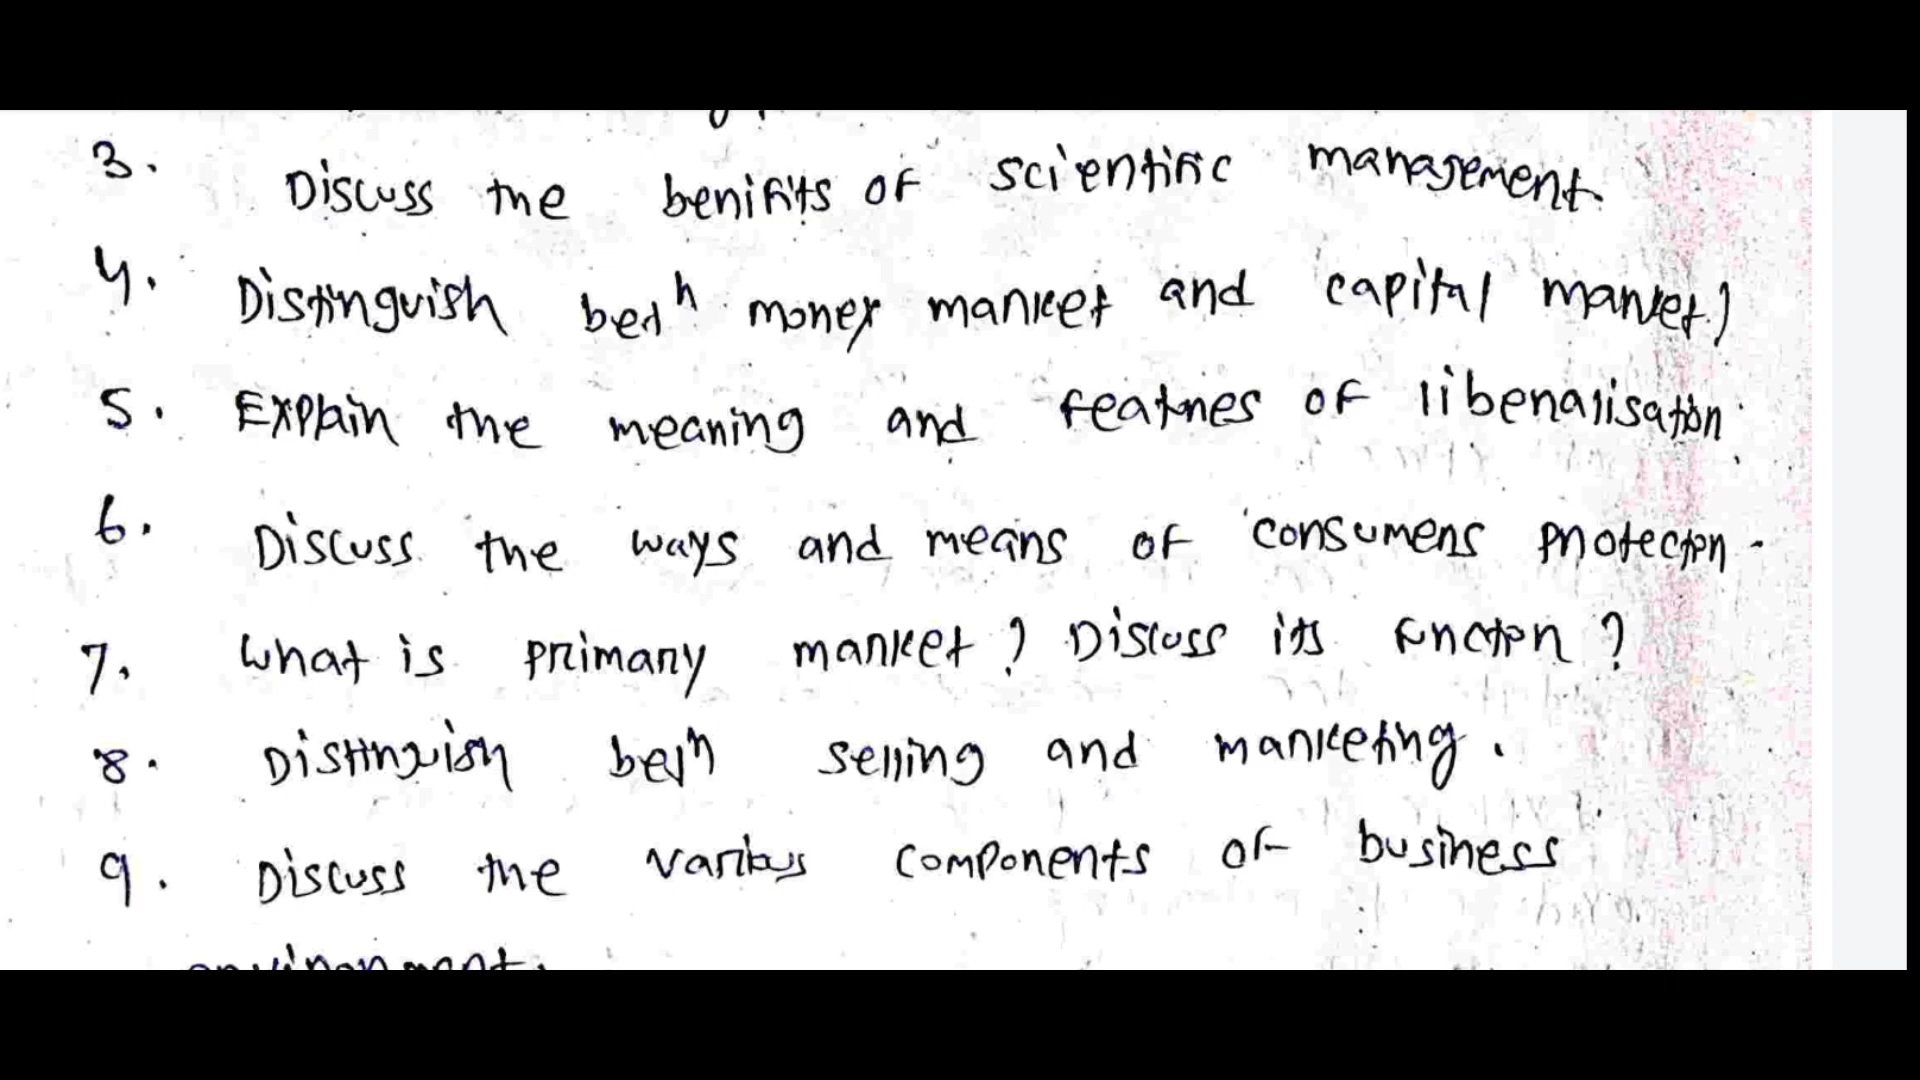 3. Discuss the benifits of scientific management.
4. Distinguish betn money market and capital market)
5. Explain the meaning and features of liberalisation.
6. Discuss the ways and means of consumers protection.
7. What is primary market? Discuss its function?
8. Distinguish betn selling and marketing.
9. Discuss the various components of business
environment.